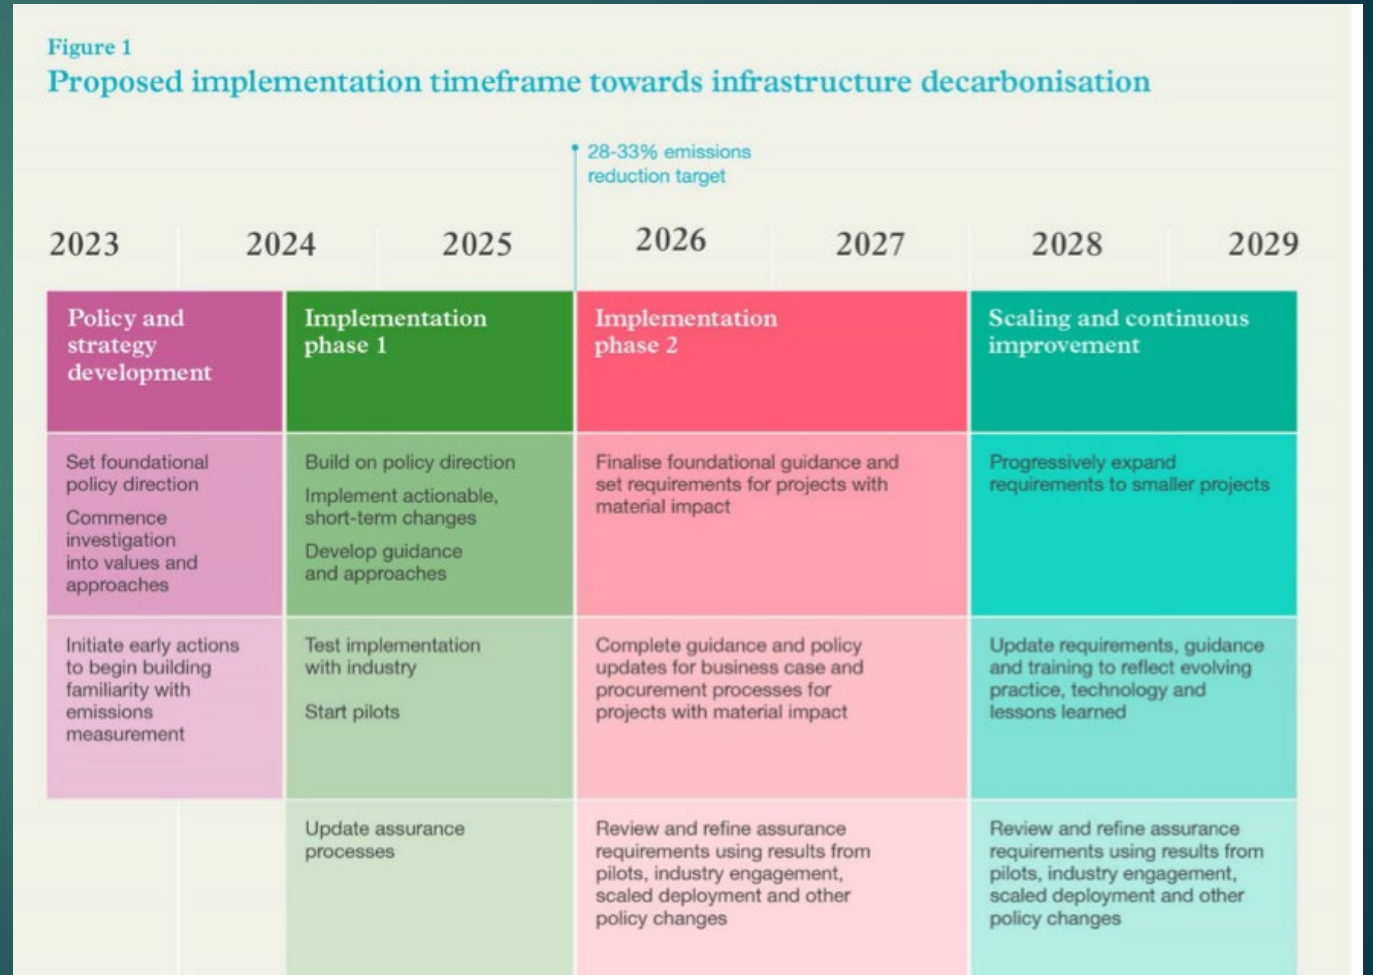 Figure 1
Proposed implementation timeframe towards infrastructure decarbonisation
28-33% emissions
reduction target
2023
2024
2025
2026
2027
2028
2029
Policy and
strategy
development
Set foundational
policy direction
Commence
investigation
into values and
approaches
Initiate early actions
to begin building
familiarity with
emissions
measurement
Implementation
phase 1
Build on policy direction
Implement actionable,
short-term changes
Develop guidance
and approaches
Test implementation
with industry
Start pilots
Update assurance
processes
Implementation
phase 2
Finalise foundational guidance and
set requirements for projects with
material impact
Complete guidance and policy
updates for business case and
procurement processes for
projects with material impact
Review and refine assurance
requirements using results from
pilots, industry engagement,
scaled deployment and other
policy changes
Scaling and continuous
improvement
Progressively expand
requirements to smaller projects
Update requirements, guidance
and training to reflect evolving
practice, technology and
lessons learned
Review and refine assurance
requirements using results from
pilots, industry engagement,
scaled deployment and other
policy changes